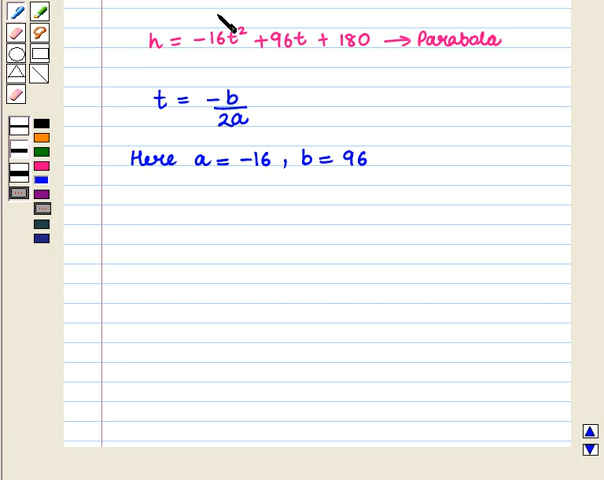 h = -16t² + 96t + 180 → Parabola
t = -b/2a
Here a = -16, b = 96